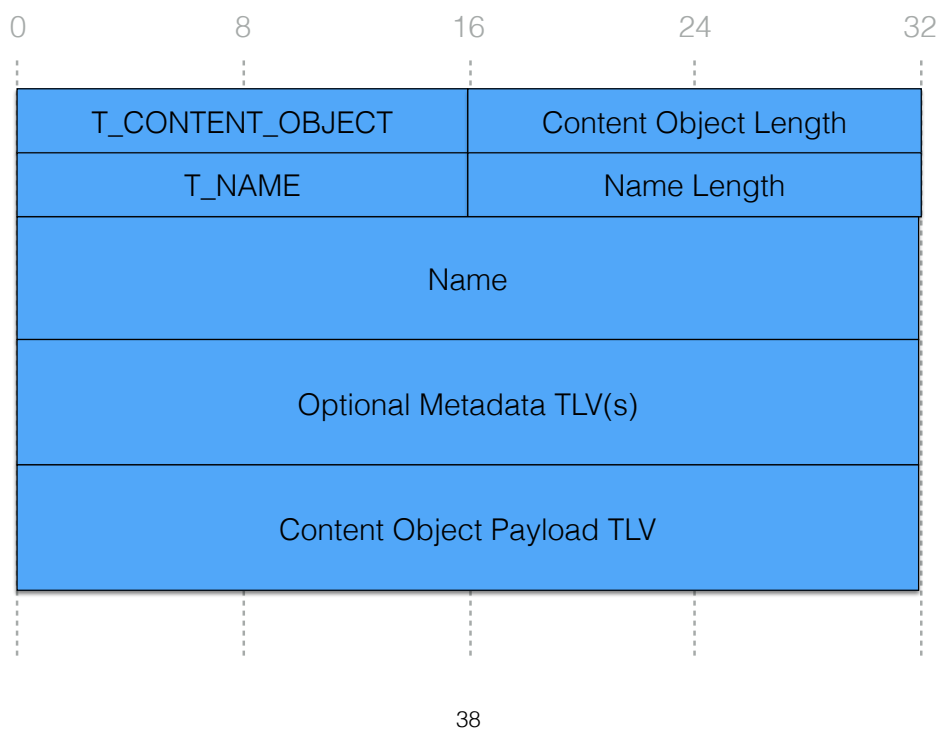 0 8 16 24 32
T_CONTENT_OBJECT Content Object Length
T_NAME Name Length
Name
Optional Metadata TLV(s)
Content Object Payload TLV
38